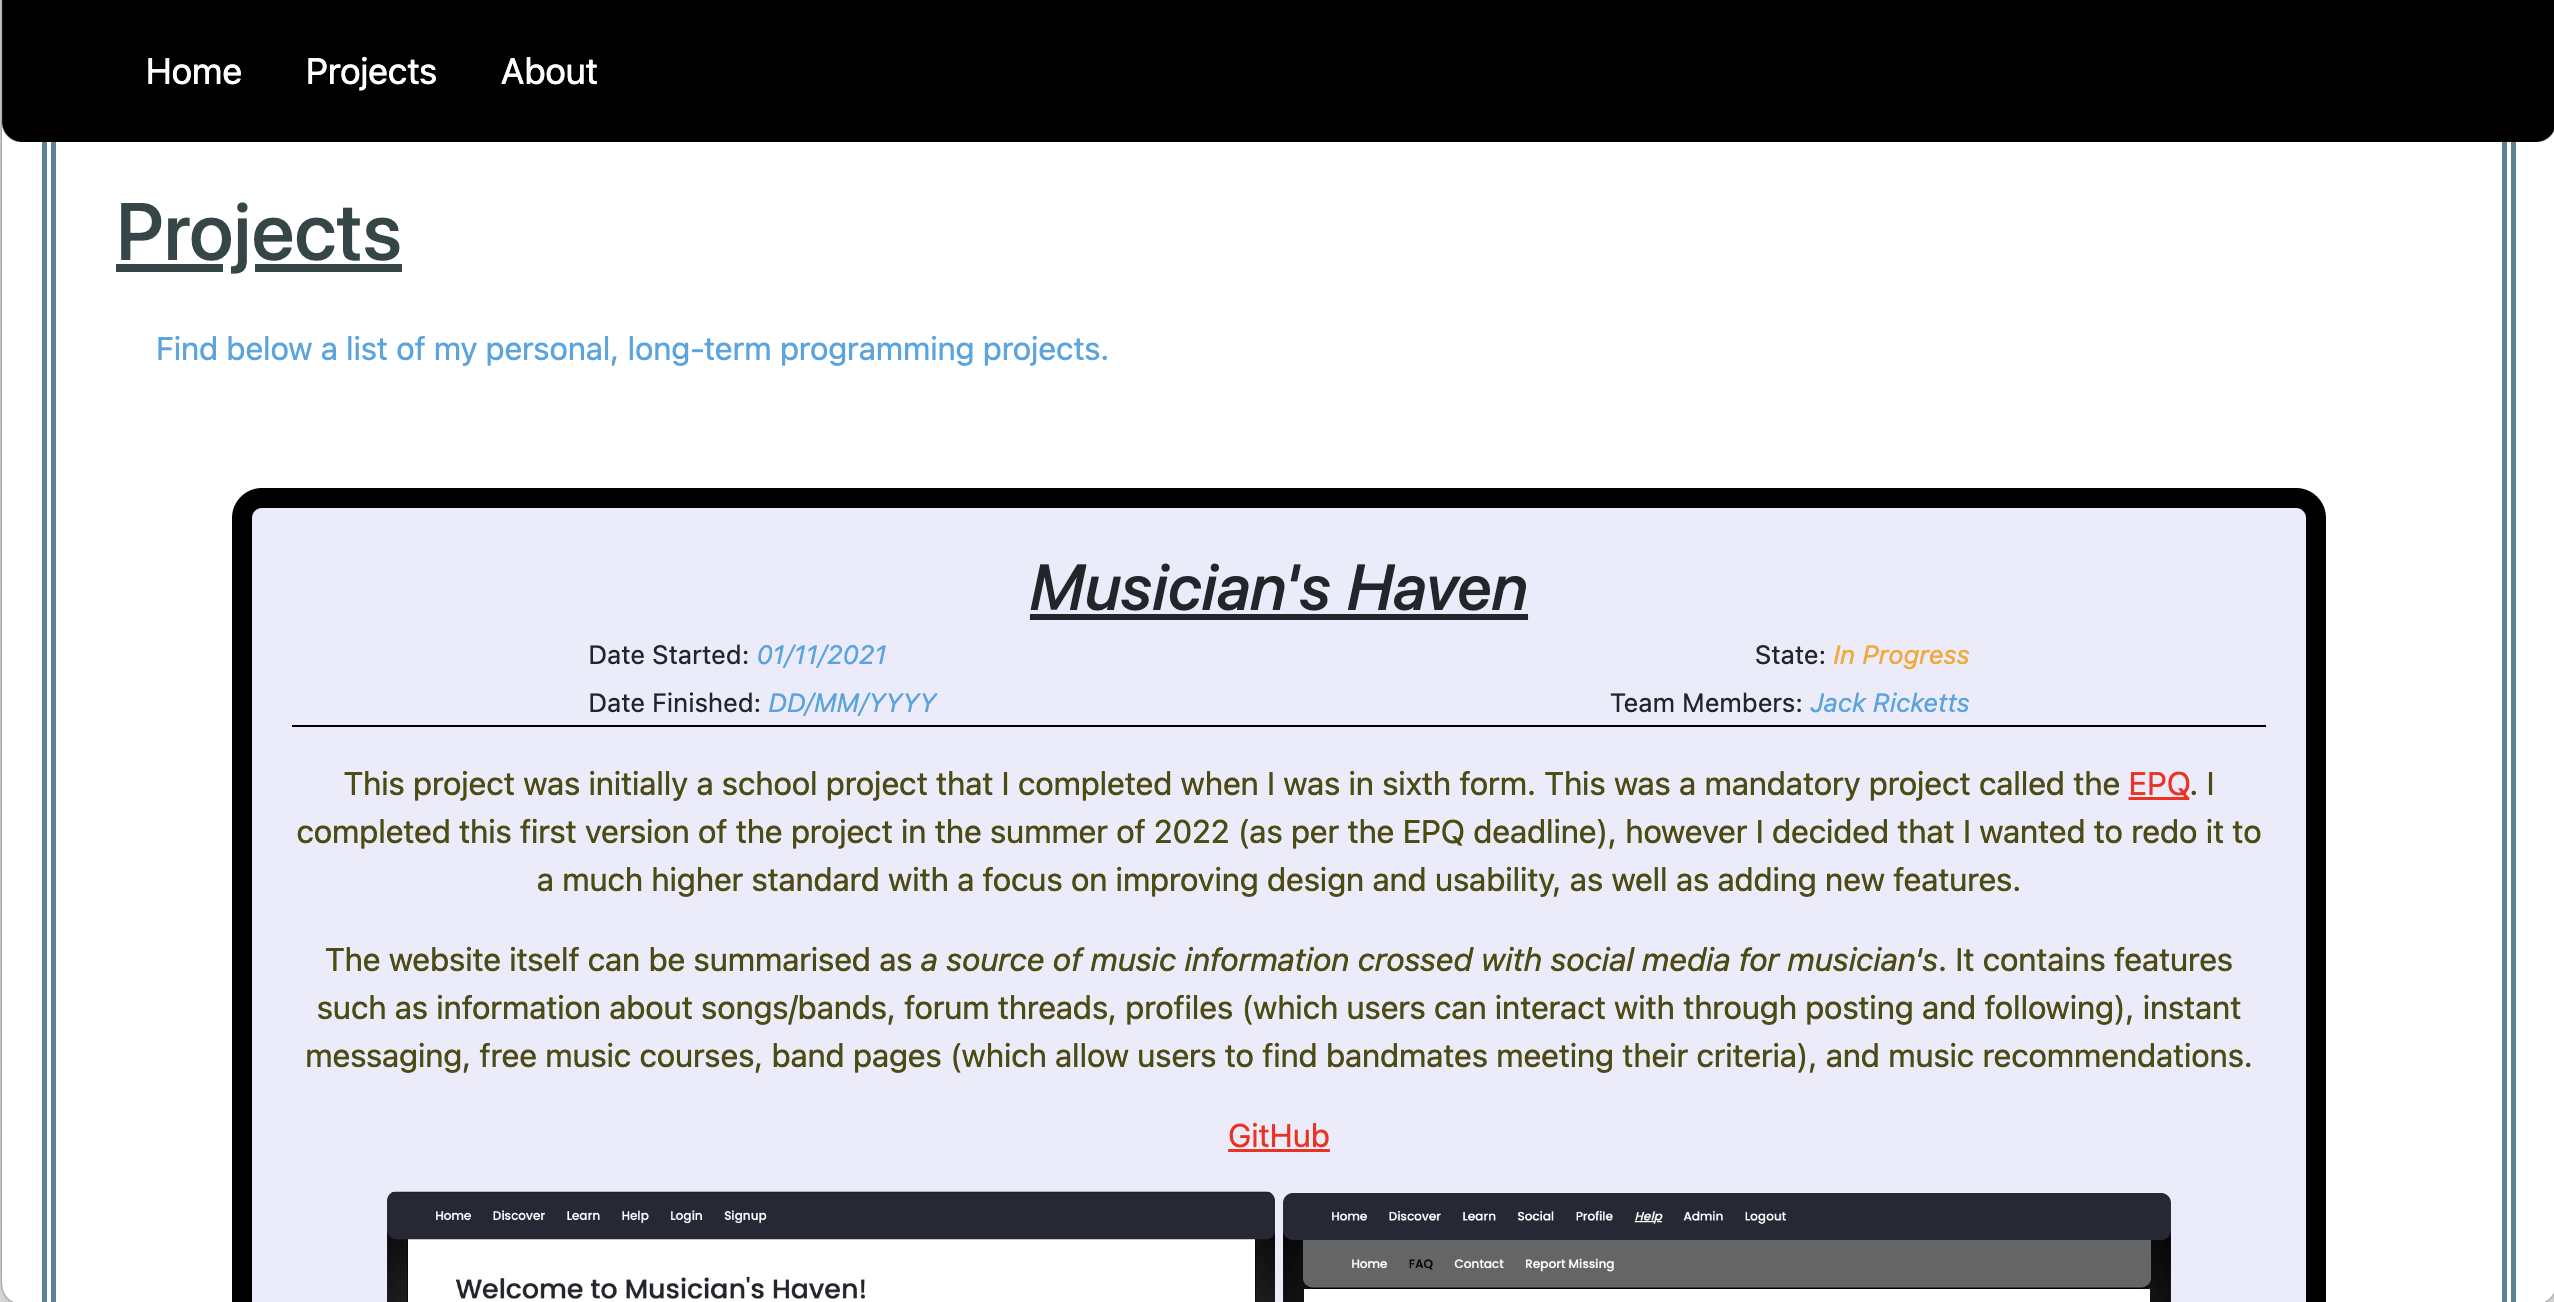 Home Projects About
Projects
Find below a list of my personal, long-term programming projects.
Musician's Haven
Date Started: 01/11/2021 State: In Progress
Date Finished: DD/MM/YYYY Team Members: Jack Ricketts
This project was initially a school project that I completed when I was in sixth form. This was a mandatory project called the EPQ. I
completed this first version of the project in the summer of 2022 (as per the EPQ deadline), however I decided that I wanted to redo it to
a much higher standard with a focus on improving design and usability, as well as adding new features.
The website itself can be summarised as a source of music information crossed with social media for musician's. It contains features
such as information about songs/bands, forum threads, profiles (which users can interact with through posting and following), instant
messaging, free music courses, band pages (which allow users to find bandmates meeting their criteria), and music recommendations.
GitHub
Home Discover Learn Help Login Signup
Welcome to Musician's Haven!
Home Discover Learn Social Profile Help Admin Logout
Home FAQ Contact Report Missing